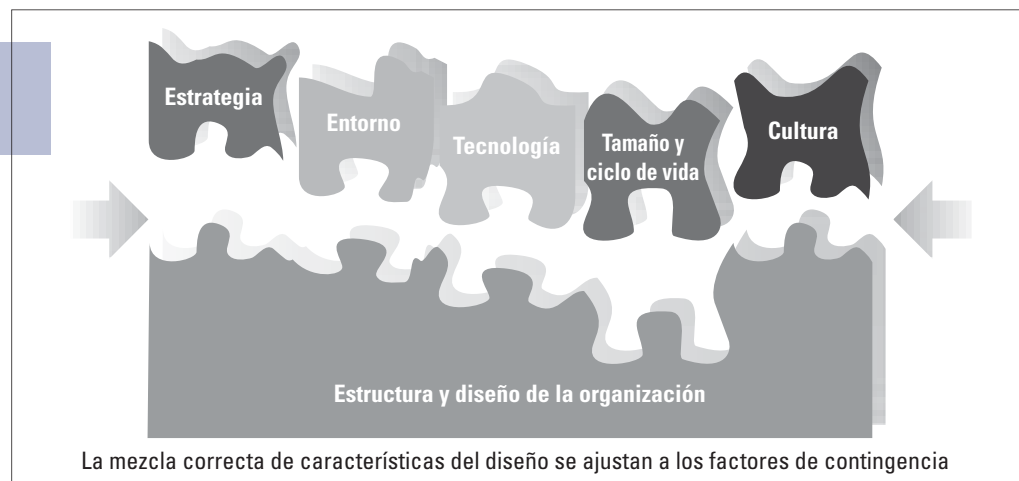 Estrategia
Entorno
Tecnología
Tamaño y
ciclo de vida
Cultura
Estructura y diseño de la organización
La mezcla correcta de características del diseño se ajustan a los factores de contingencia